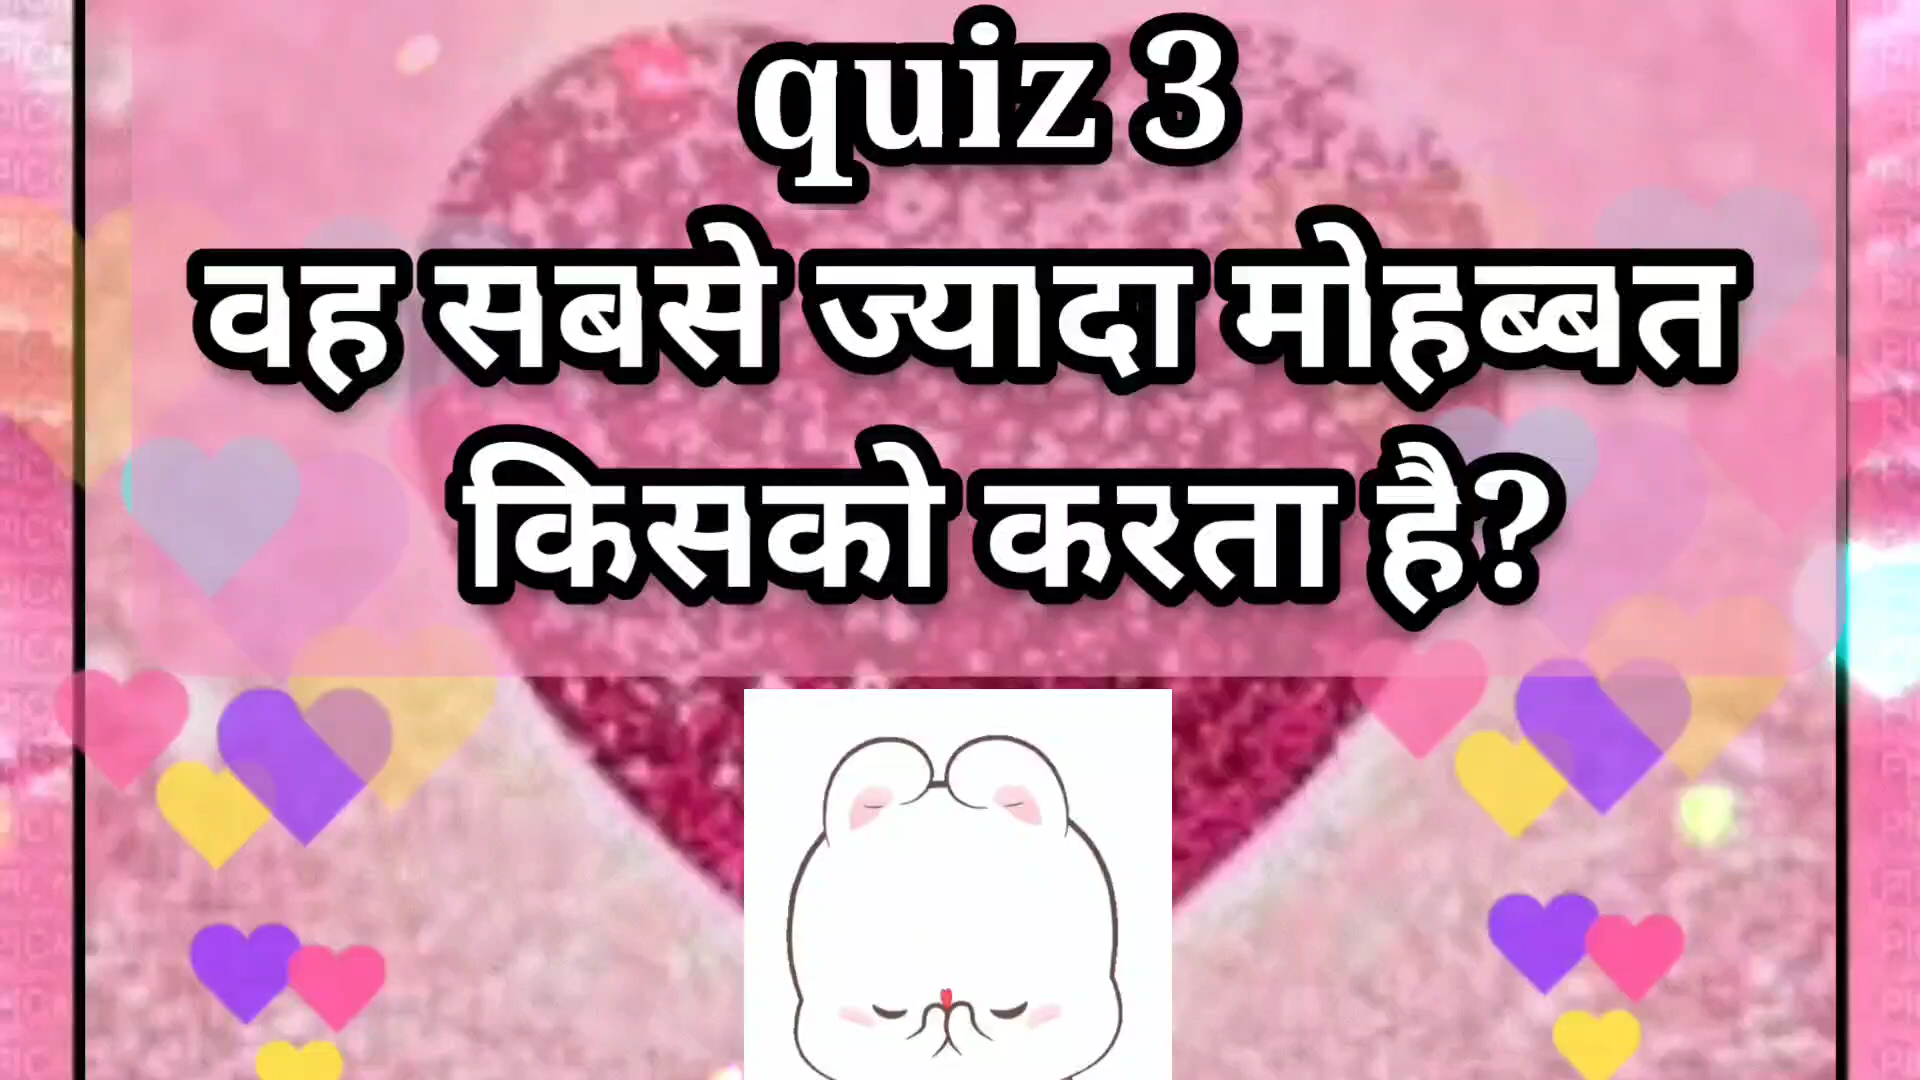 quiz 3
वह सबसे ज्यादा मोहब्बत
किसको करता है?